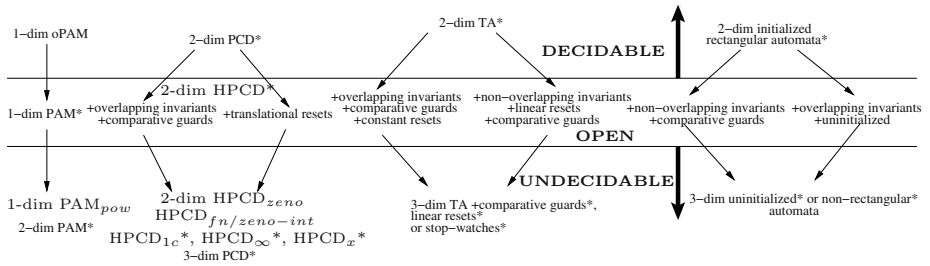 1-dim oPAM
2-dim PCD*
2-dim TA*
DECIDABLE
2-dim initialized
rectangular automata*
2-dim HPCD*
1-dim PAM*
+overlapping invariants
+comparative guards
+translational resets
+overlapping invariants
+comparative guards
+constant resets
+non-overlapping invariants
+linear resets
+comparative guards
+non-overlapping invariants
+comparative guards
+overlapping invariants
+uninitialized
OPEN
UNDECIDABLE
1-dim PAM_pow
2-dim PAM*
2-dim HPCD_zeno
HPCD_fn/zeno-int
HPCD_1c*, HPCD_∞*, HPCD_x*
3-dim PCD*
3-dim TA +comparative guards*,
linear resets*
or stop-watches*
3-dim uninitialized* or non-rectangular*
automata